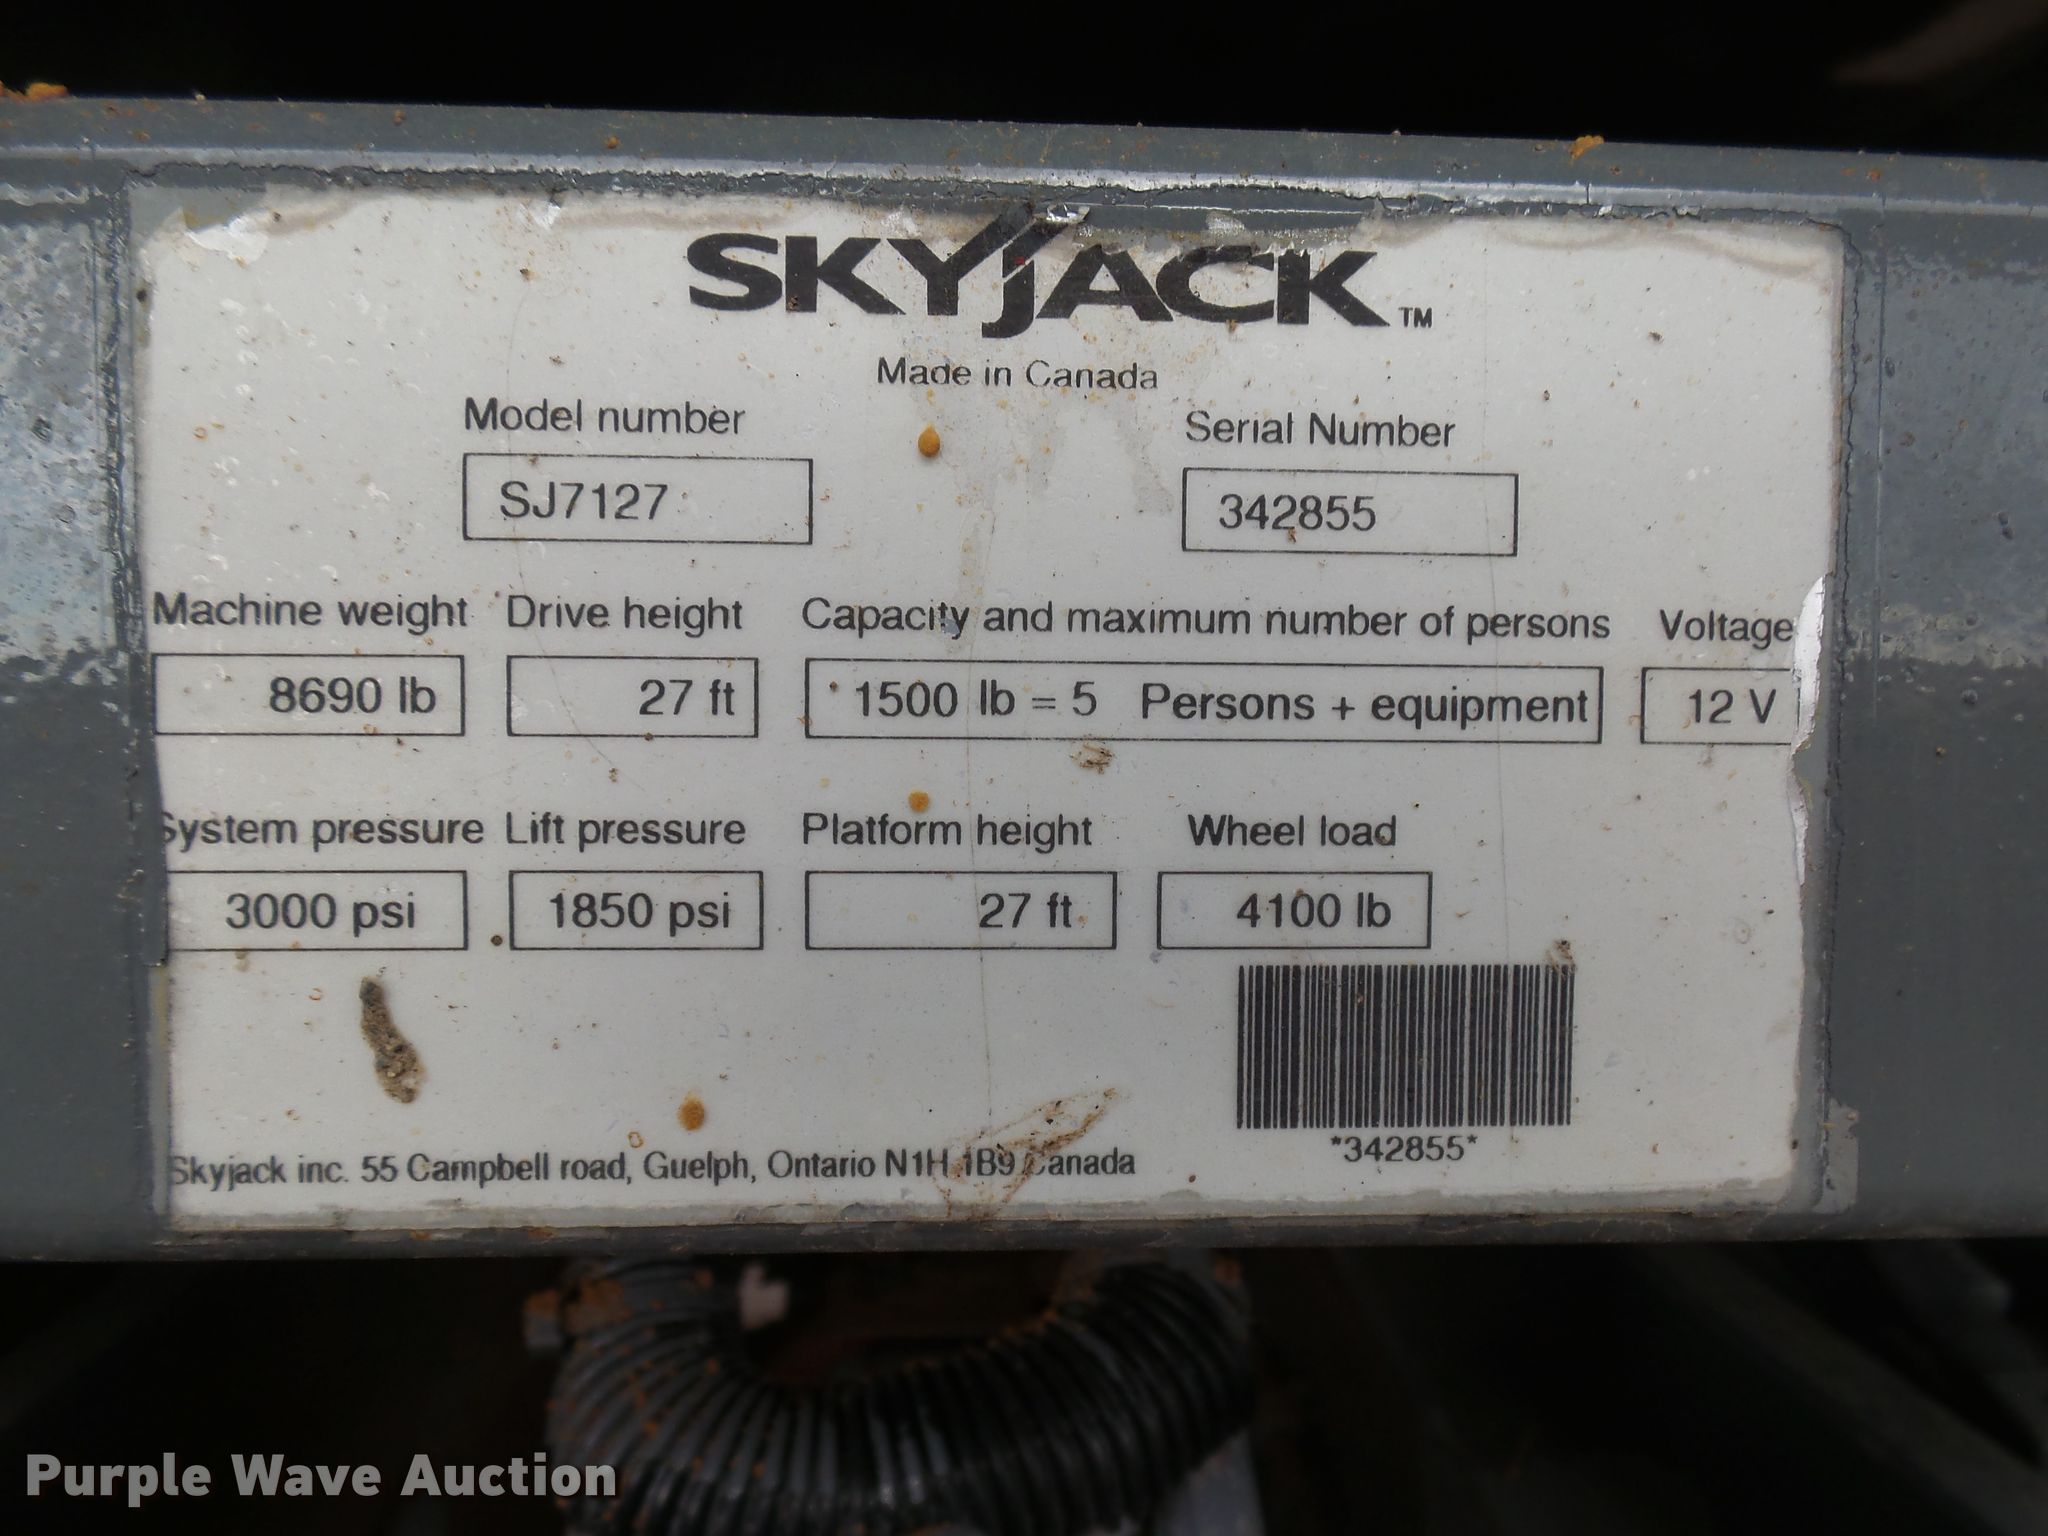 SKYJACK™
Made in Canada
Model number Serial Number
SJ7127 342855
Machine weight Drive height Capacity and maximum number of persons Voltage
8690 lb 27 ft 1500 lb = 5 Persons + equipment 12 V
System pressure Lift pressure Platform height Wheel load
3000 psi 1850 psi 27 ft 4100 lb
*342855*
Skyjack inc. 55 Campbell road, Guelph, Ontario N1H 1B9 Canada
Purple Wave Auction